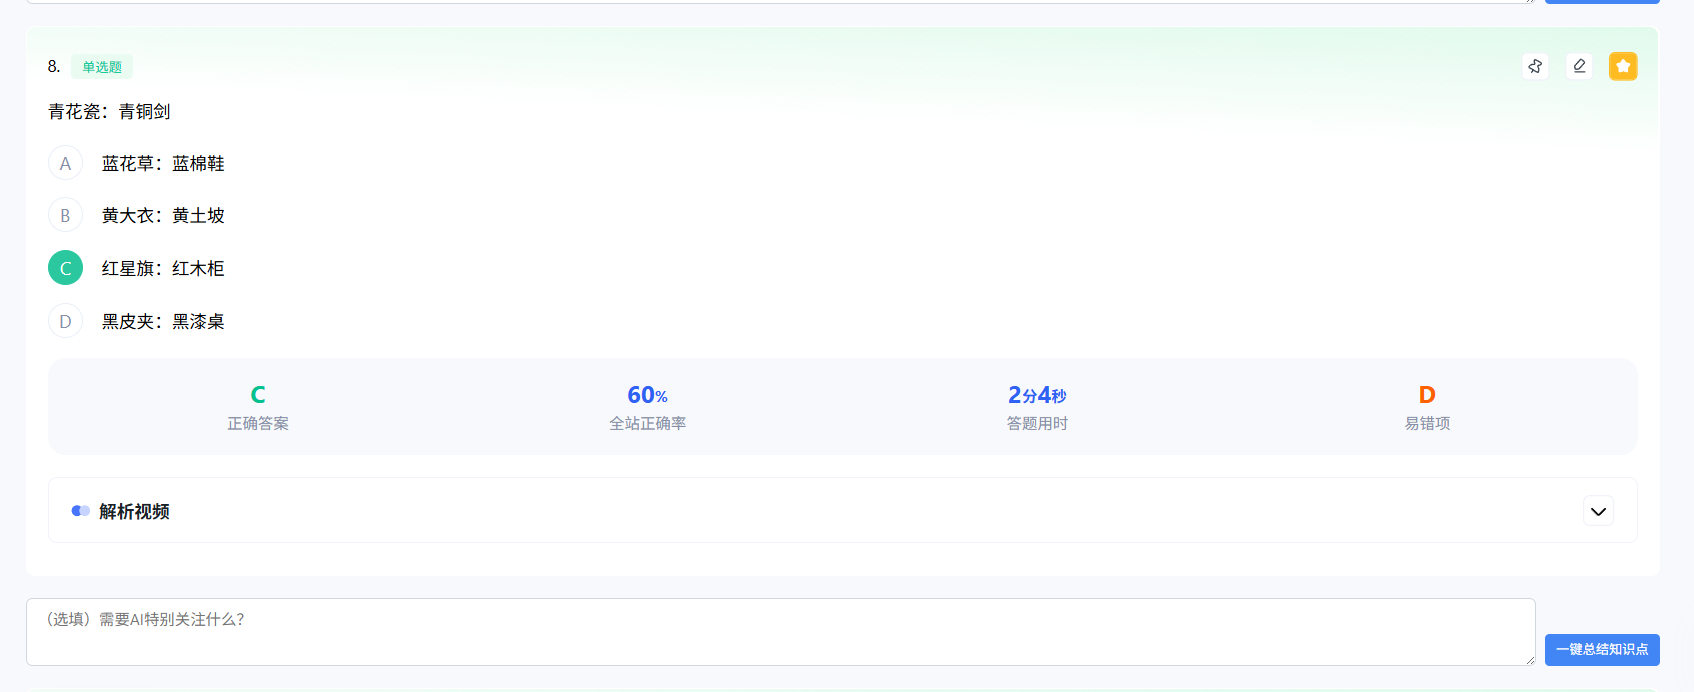 8. 单选题
青花瓷：青铜剑
A 蓝花草：蓝棉鞋
B 黄大衣：黄土坡
C 红星旗：红木柜
D 黑皮夹：黑漆桌
C 60% 2分4秒 D
正确答案 全站正确率 答题用时 易错项
解析视频
（选填）需要AI特别关注什么？
一键总结知识点